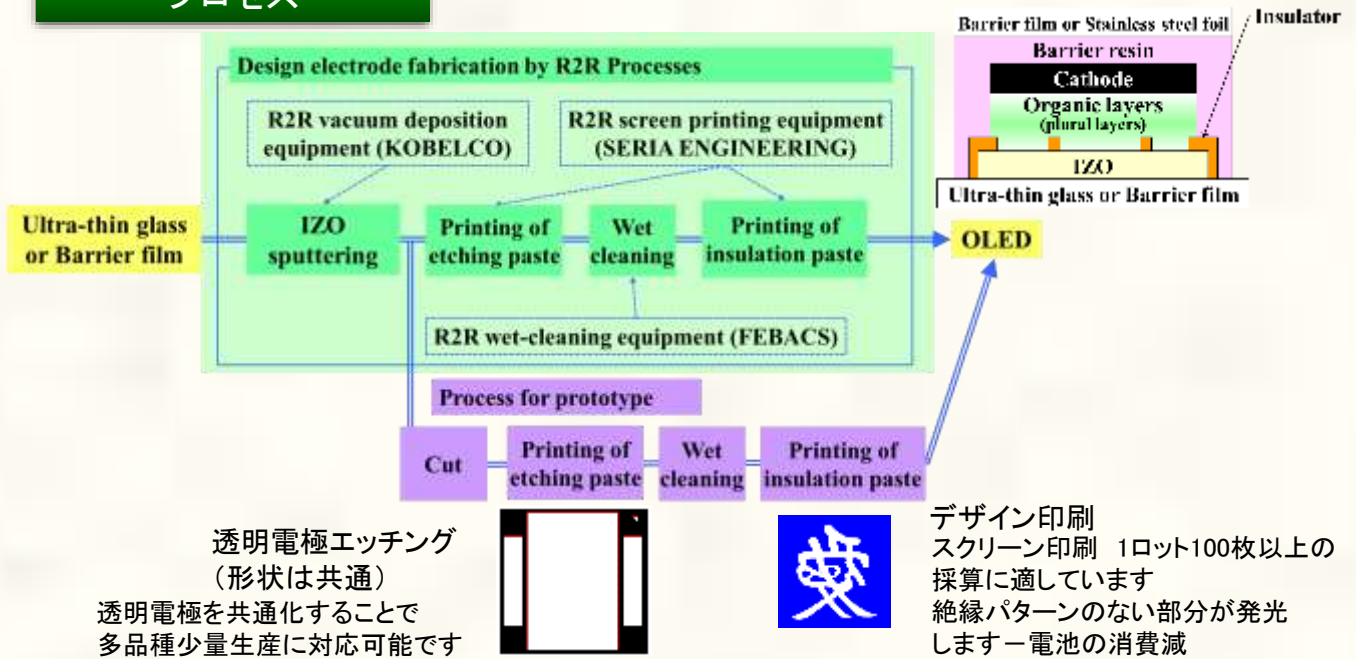 プロセス
Barrier film or Stainless steel foil
Insulator
Barrier resin
Cathode
Organic layers
(plural layers)
IZO
Ultra-thin glass or Barrier film
Design electrode fabrication by R2R Processes
R2R vacuum deposition
equipment (KOBELCO)
R2R screen printing equipment
(SERIA ENGINEERING)
Ultra-thin glass
or Barrier film
IZO
sputtering
Printing of
etching paste
Wet
cleaning
Printing of
insulation paste
OLED
R2R wet-cleaning equipment (FEBACS)
Process for prototype
Cut
Printing of
etching paste
Wet
cleaning
Printing of
insulation paste
透明電極エッチング
（形状は共通）
透明電極を共通化することで
多品種少量生産に対応可能です
愛
デザイン印刷
スクリーン印刷　1ロット100枚以上の
採算に適しています
絶縁パターンのない部分が発光
します－電池の消費減